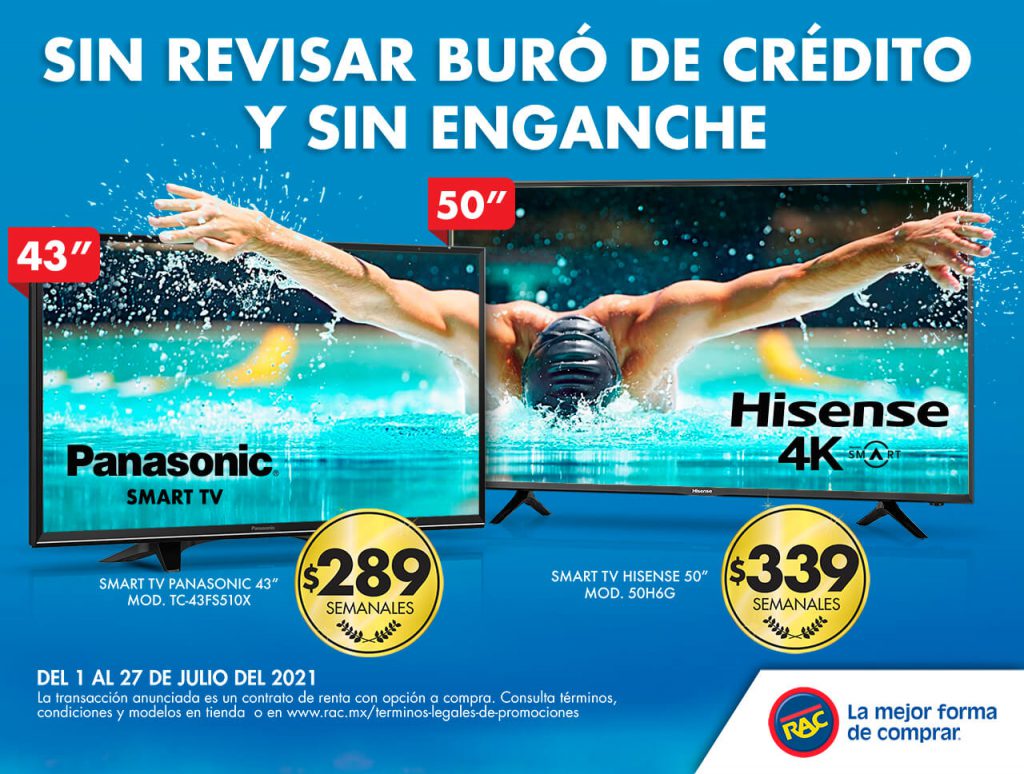 SIN REVISAR BURÓ DE CRÉDITO
Y SIN ENGANCHE
43”
50”
Panasonic®
SMART TV
Hisense
4K SMART
Panasonic
Hisense
SMART TV PANASONIC 43”
MOD. TC-43FS510X
$289
SEMANALES
SMART TV HISENSE 50”
MOD. 50H6G
$339
SEMANALES
DEL 1 AL 27 DE JULIO DEL 2021
La transacción anunciada es un contrato de renta con opción a compra. Consulta términos,
condiciones y modelos en tienda o en www.rac.mx/terminos-legales-de-promociones
RAC
La mejor forma
de comprar.